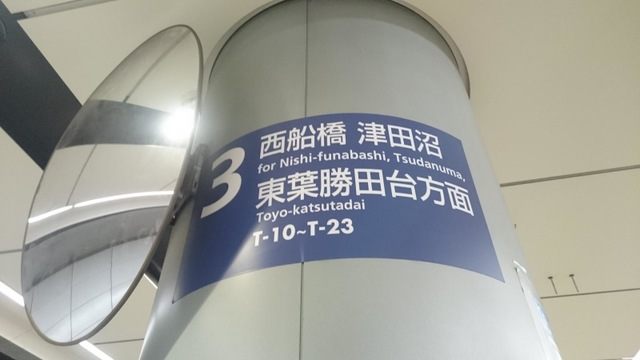 3
西船橋 津田沼
for Nishi-funabashi, Tsudanuma,
東葉勝田台方面
Toyo-katsutadai
T-10~T-23